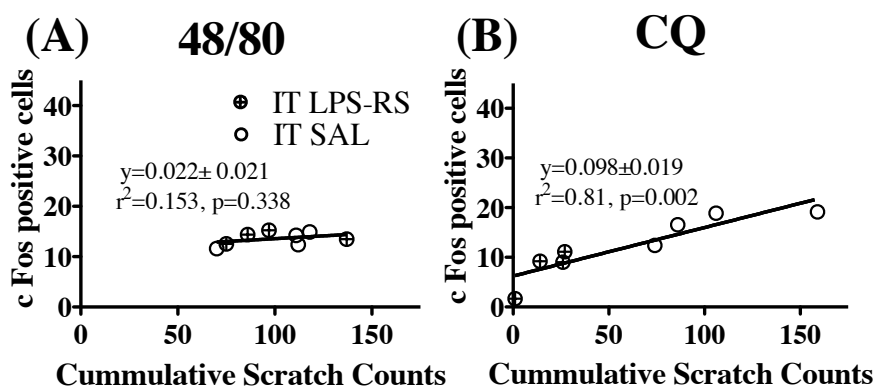 (A) 48/80
c Fos positive cells
40
30
20
10
0
IT LPS-RS
IT SAL
y=0.022± 0.021
r²=0.153, p=0.338
0 50 100 150
Cummulative Scratch Counts
(B) CQ
c Fos positive cells
40
30
20
10
0
y=0.098±0.019
r²=0.81, p=0.002
0 50 100 150
Cummulative Scratch Counts